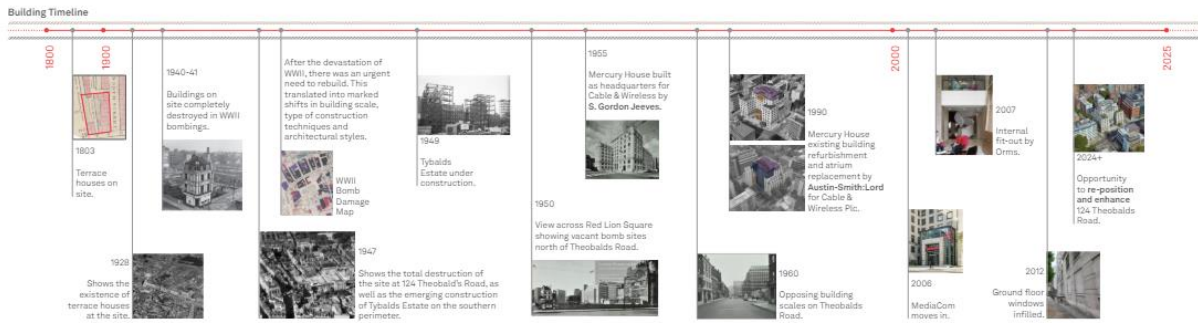 Building Timeline
1800
1900
2000
2025
1803
Terrace
houses on
site.
1928
Shows the
existence of
terrace houses
at the site.
1940-41
Buildings on
site completely
destroyed in WWII
bombings.
After the devastation of
WWII, there was an urgent
need to rebuild. This
translated into marked
shifts in building scale,
type of construction
techniques and
architectural styles.
WWII
Bomb
Damage
Map
1947
Shows the total destruction of
the site at 124 Theobald's Road, as
well as the emerging construction
of Tybalds Estate on the southern
perimeter.
1949
Tybalds
Estate under
construction.
1950
View across Red Lion Square
showing vacant bomb sites
north of Theobalds Road.
1955
Mercury House built
as headquarters for
Cable & Wireless by
S. Gordon Jeeves.
1960
Opposing building
scales on Theobalds
Road.
1990
Mercury House
existing building
refurbishment
and atrium
replacement by
Austin-Smith:Lord
for Cable &
Wireless Plc.
2006
MediaCom
moves in.
2007
Internal
fit-out by
Orms.
2012
Ground floor
windows
infilled.
2024+
Opportunity
to re-position
and enhance
124 Theobalds
Road.